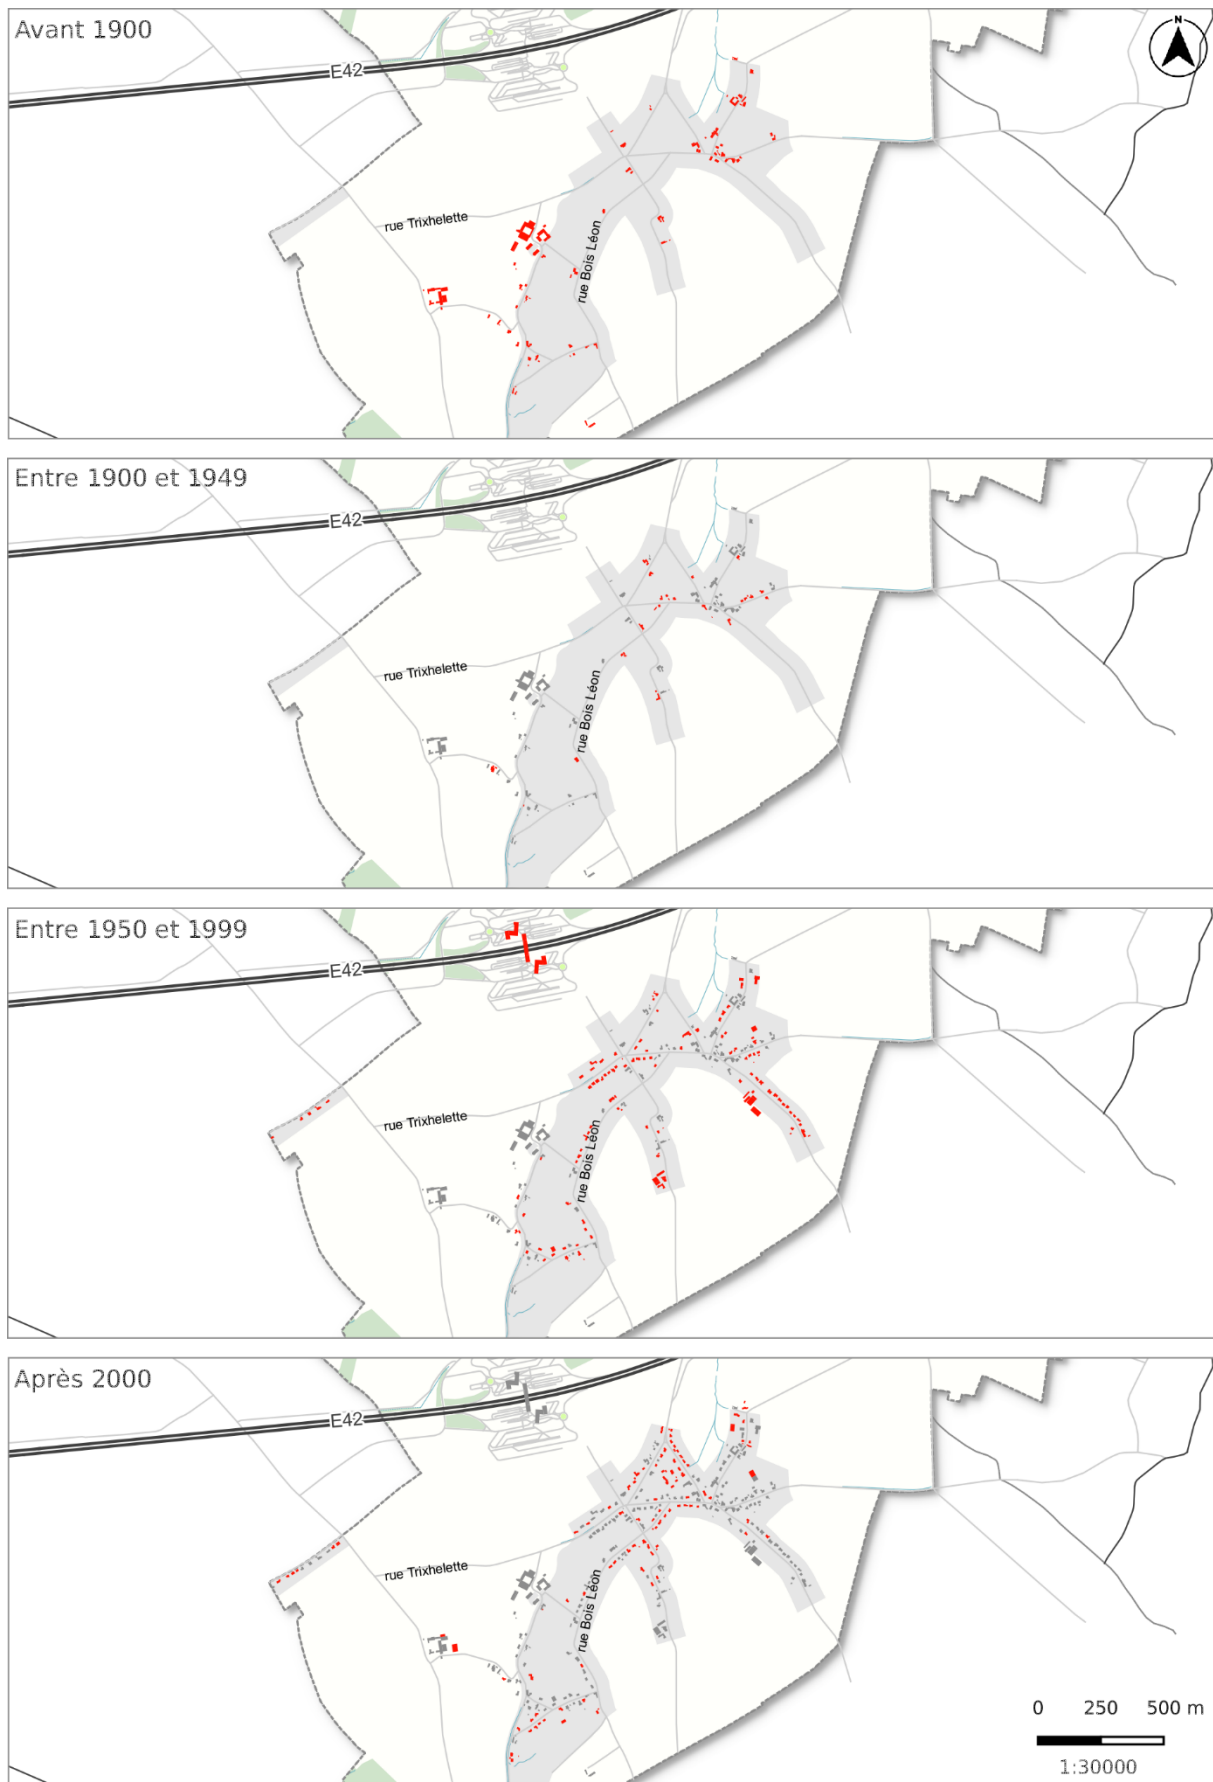 Avant 1900
N
E42
rue Trixhelette
rue Bois Léon
Entre 1900 et 1949
E42
rue Trixhelette
rue Bois Léon
Entre 1950 et 1999
E42
rue Trixhelette
rue Bois Léon
Après 2000
E42
rue Trixhelette
rue Bois Léon
0 250 500 m
1:30000